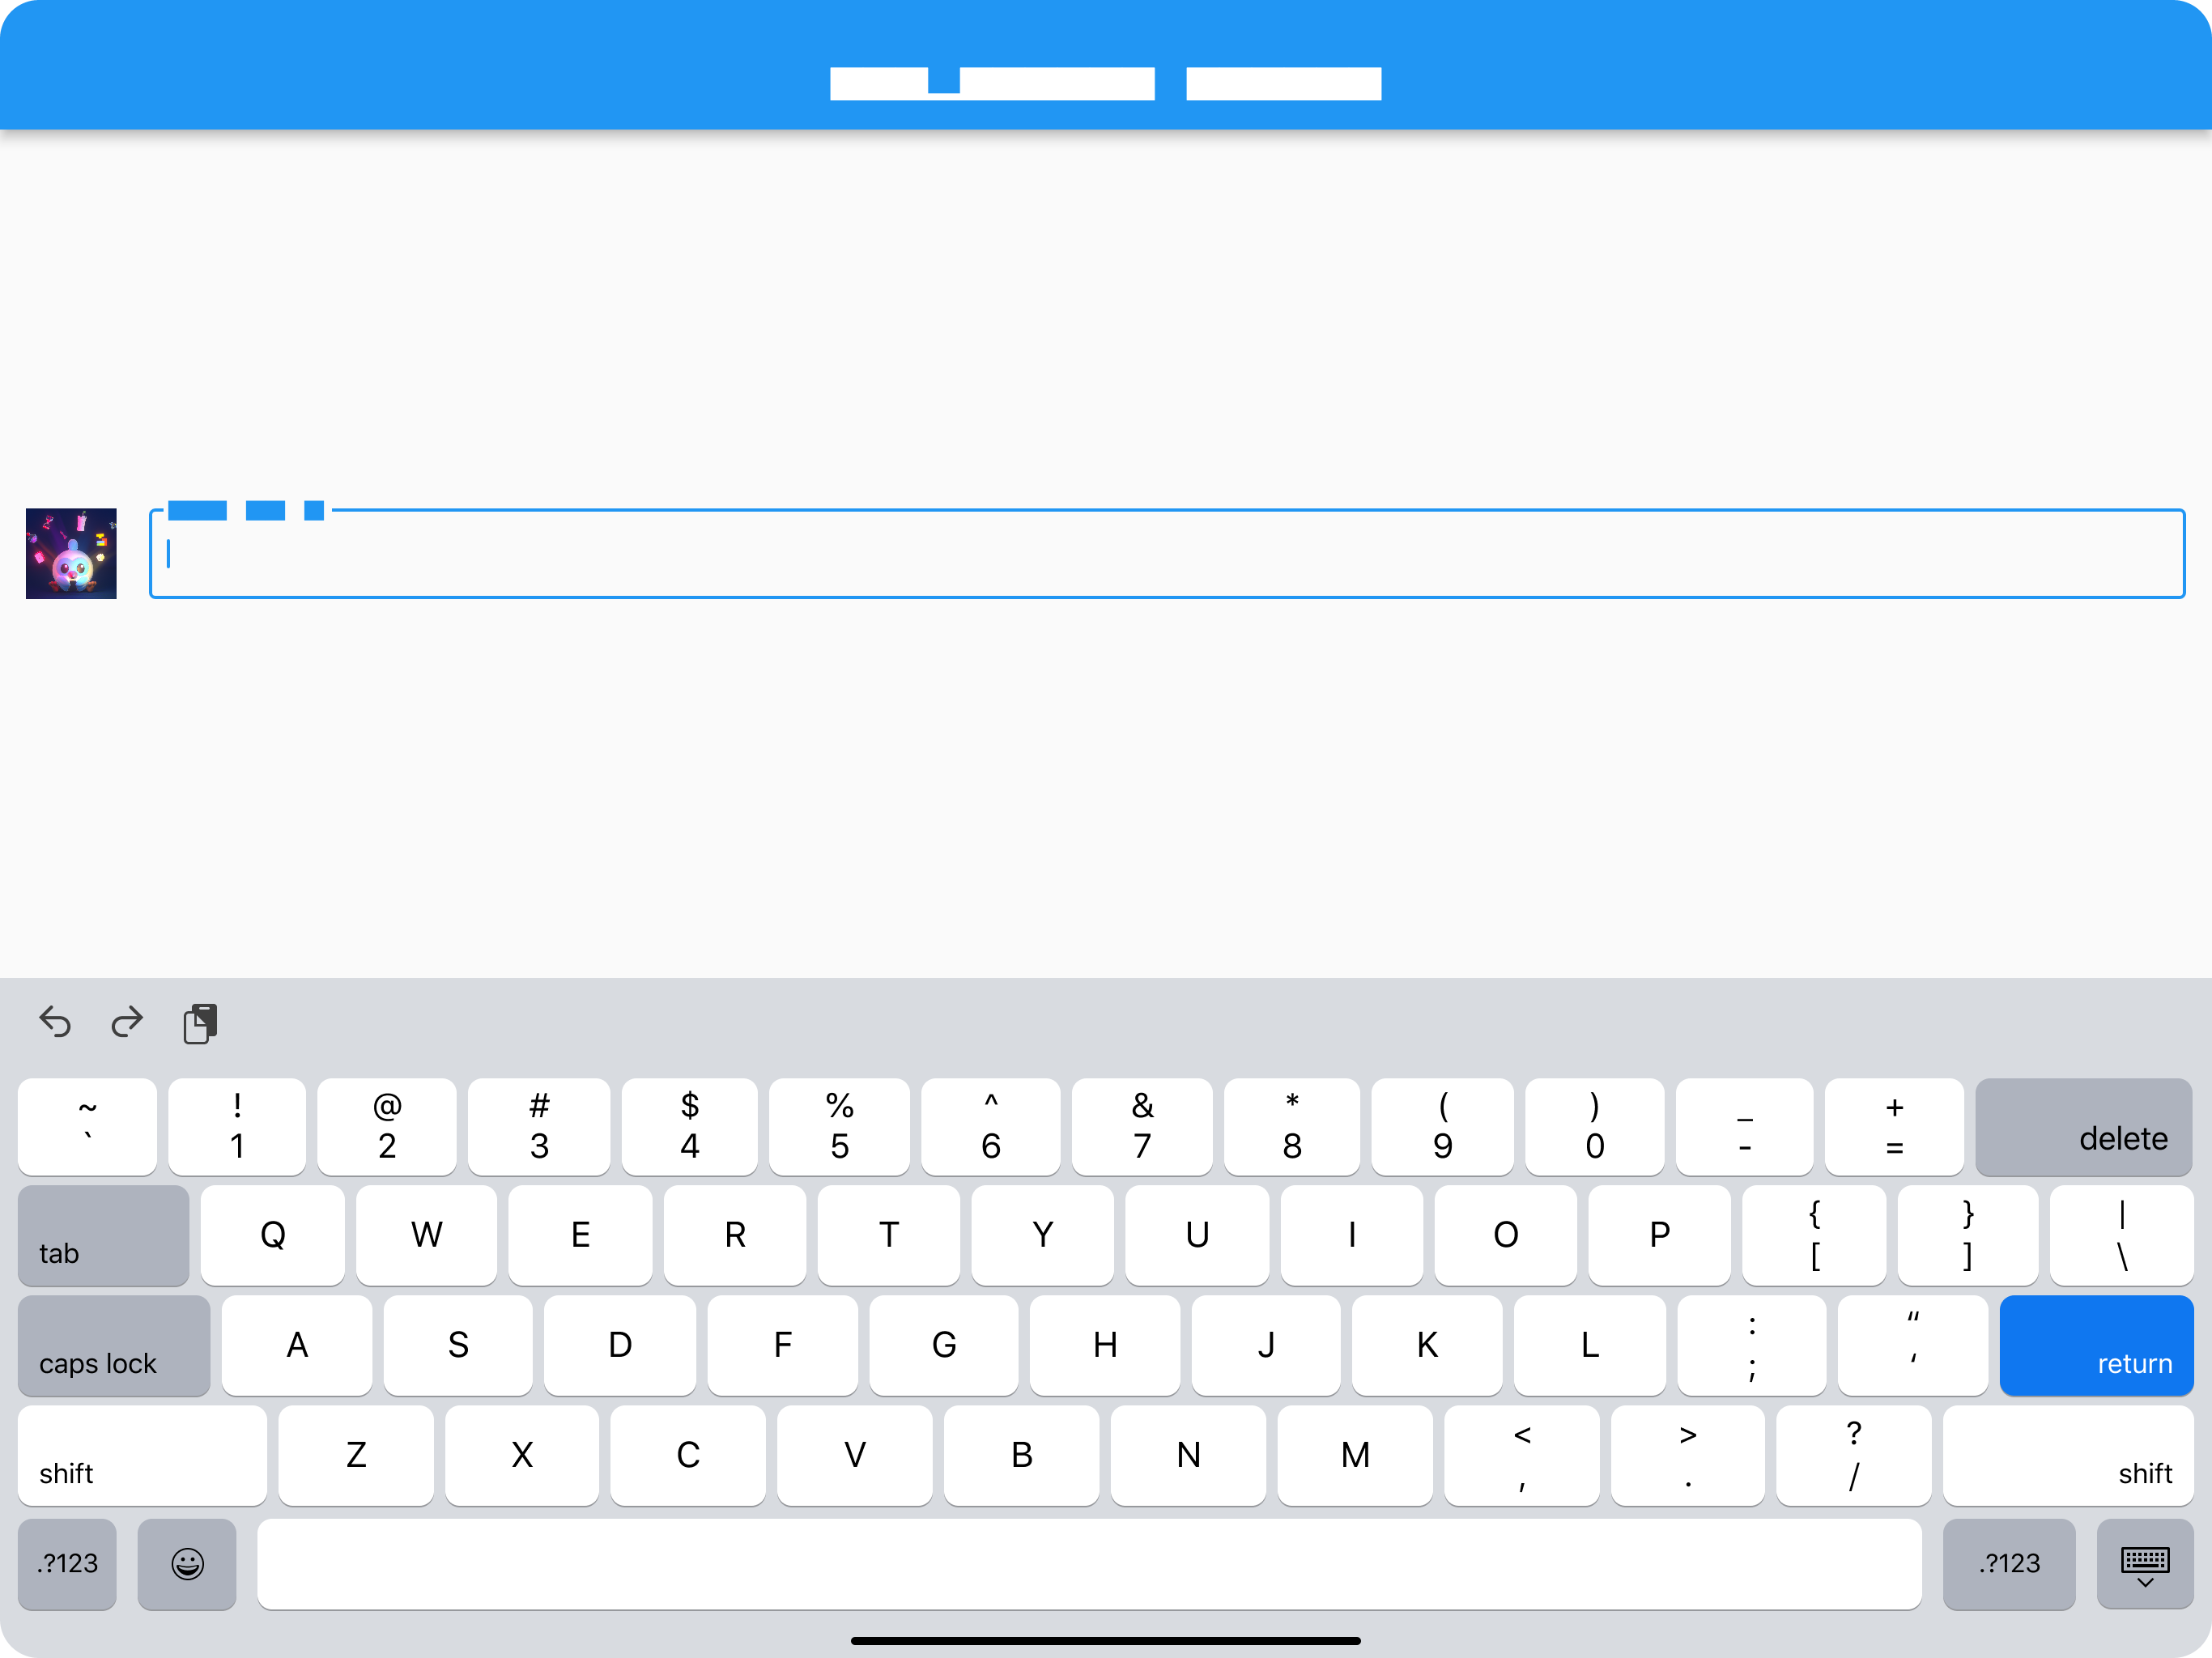 ~ ! @ # $ % ^ & * ( ) _ +
` 1 2 3 4 5 6 7 8 9 0 - = delete
tab Q W E R T Y U I O P { [ } ] | \
caps lock A S D F G H J K L : ; " ' return
shift Z X C V B N M < , > . ? / shift
.?123 .?123